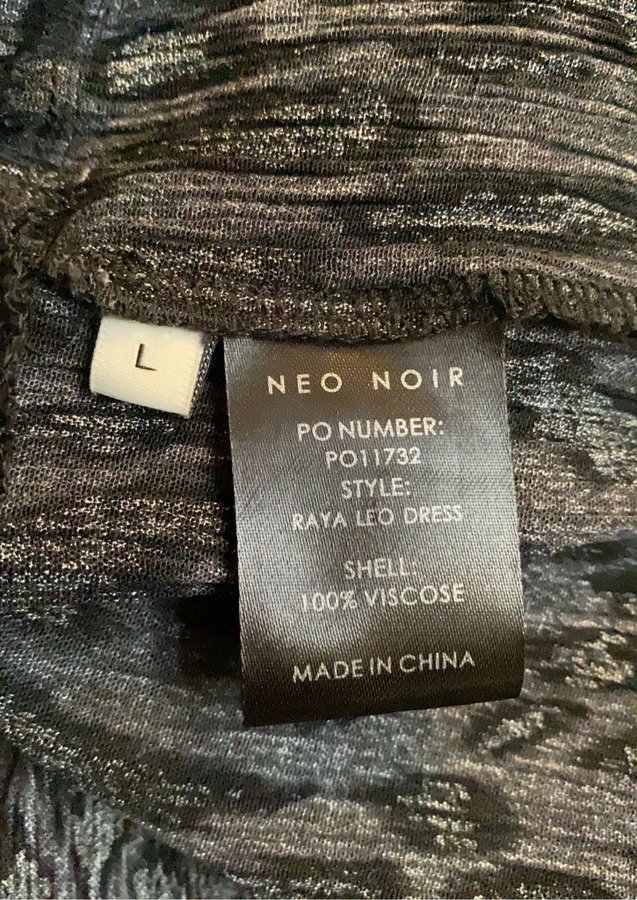 L
NEO NOIR
PO NUMBER:
PO11732
STYLE:
RAYA LEO DRESS
SHELL:
100% VISCOSE
MADE IN CHINA